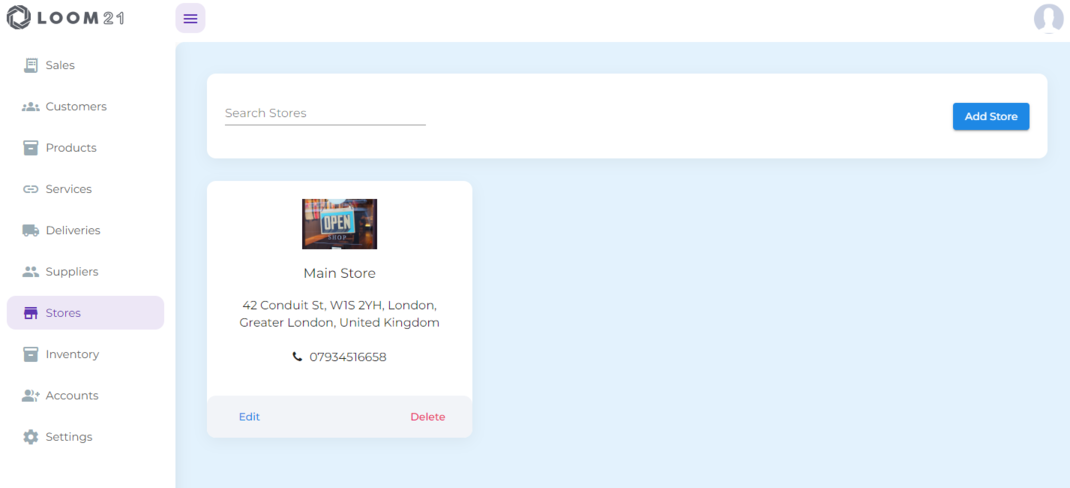 LOOM21
Sales
Customers
Products
Services
Deliveries
Suppliers
Stores
Inventory
Accounts
Settings
Search Stores
Add Store
OPEN
SHOP
Main Store
42 Conduit St, W1S 2YH, London,
Greater London, United Kingdom
07934516658
Edit
Delete